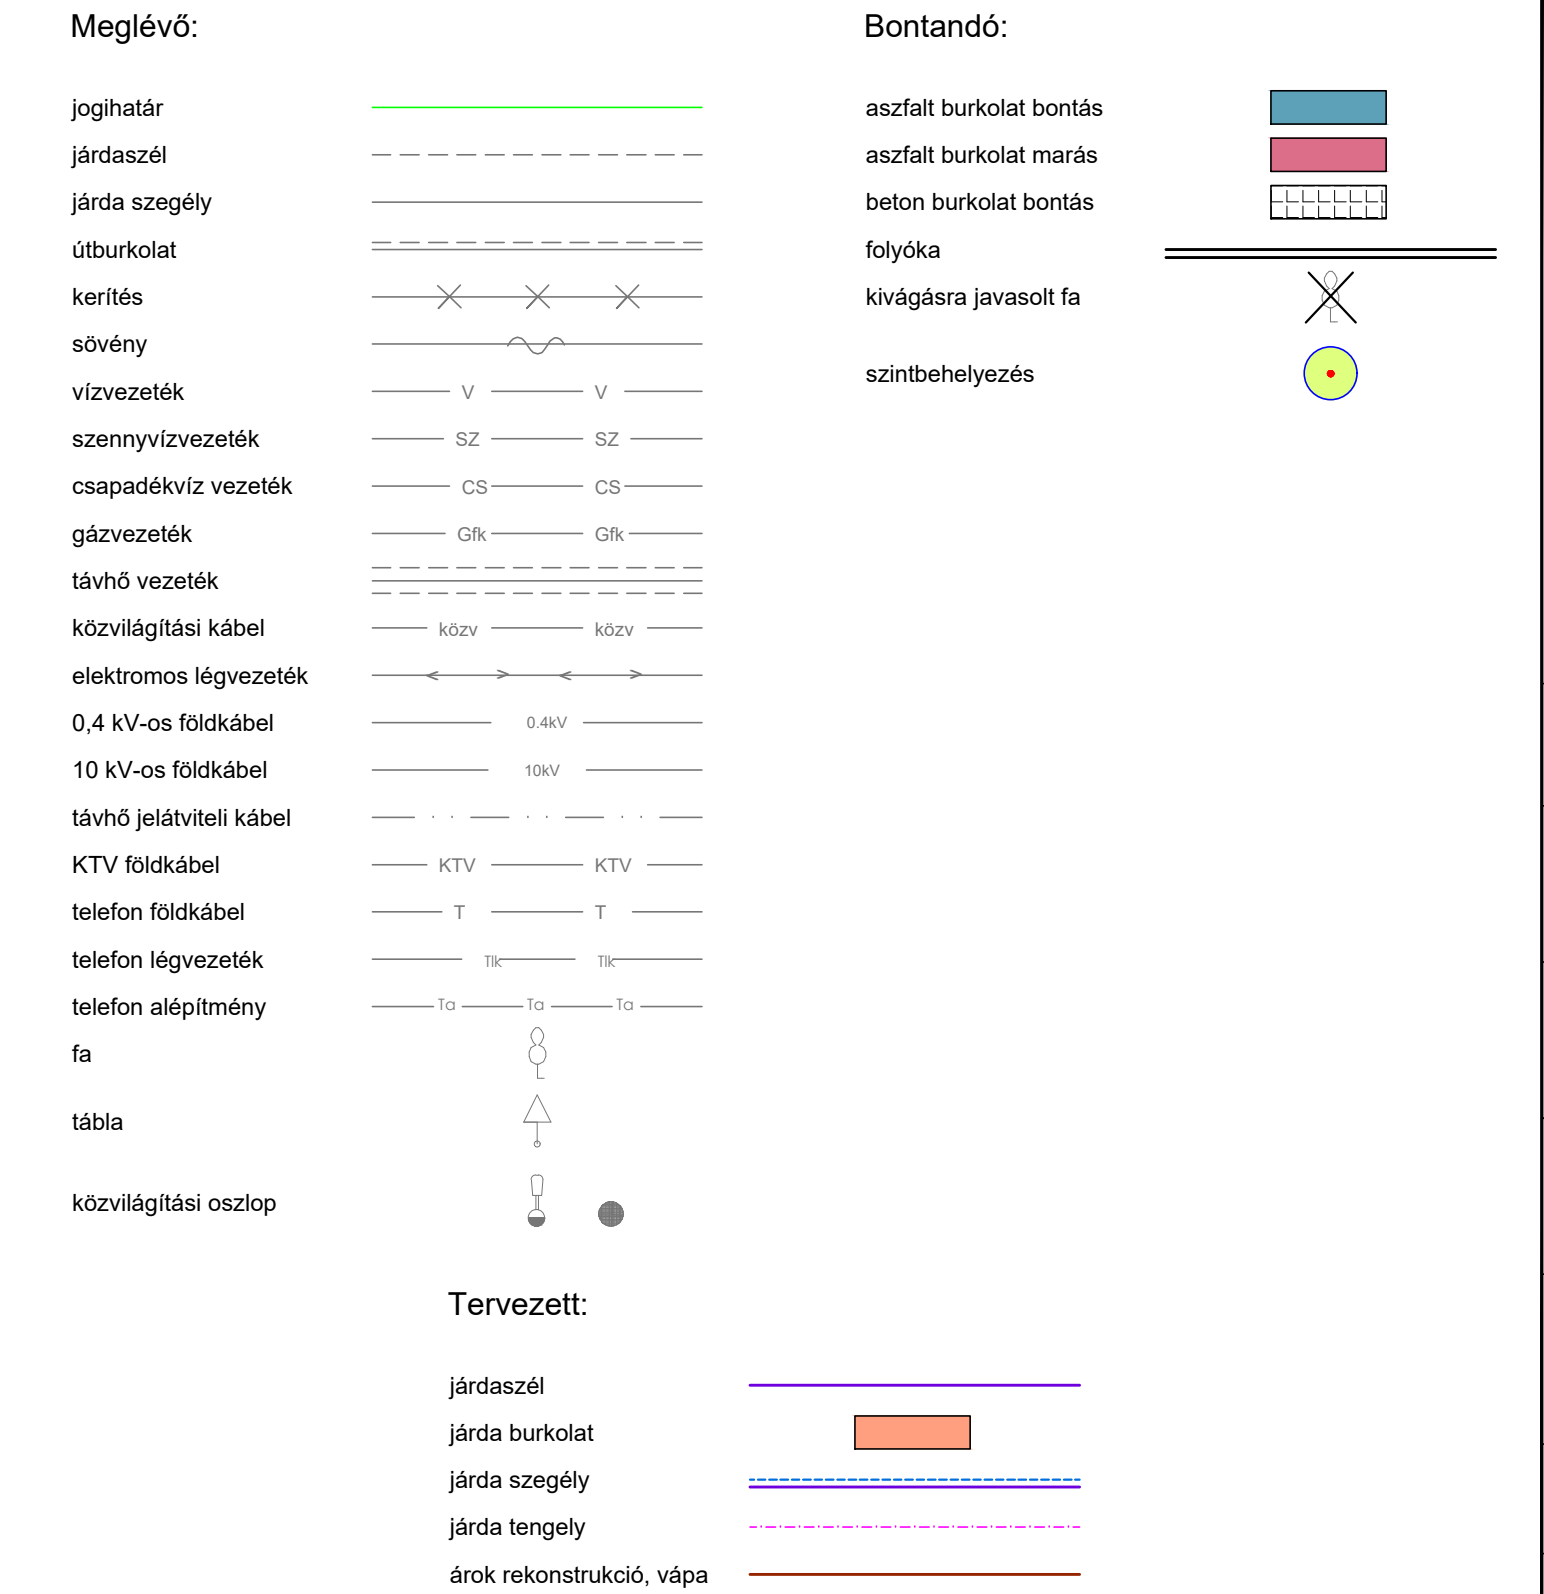 Meglévő:
jogihatár
járdaszél
járda szegély
útburkolat
kerítés
sövény
vízvezeték V V
szennyvízvezeték SZ SZ
csapadékvíz vezeték CS CS
gázvezeték Gfk Gfk
távhő vezeték
közvilágítási kábel közv közv
elektromos légvezeték
0,4 kV-os földkábel 0.4kV
10 kV-os földkábel 10kV
távhő jelátviteli kábel
KTV földkábel KTV KTV
telefon földkábel T T
telefon légvezeték Tlk Tlk
telefon alépítmény Ta Ta Ta
fa
tábla
közvilágítási oszlop
Bontandó:
aszfalt burkolat bontás
aszfalt burkolat marás
beton burkolat bontás
folyóka
kivágásra javasolt fa
szintbehelyezés
Tervezett:
járdaszél
járda burkolat
járda szegély
járda tengely
árok rekonstrukció, vápa